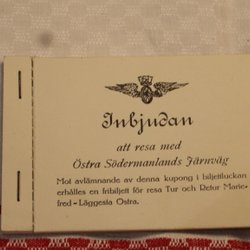 Inbjudan
att resa med
Östra Södermanlands Järnväg
Mot avlämnande av denna kupong i biljettluckan
erhålles en fribiljett för resa Tur och Retur Marie-
fred - Läggesta Östra.